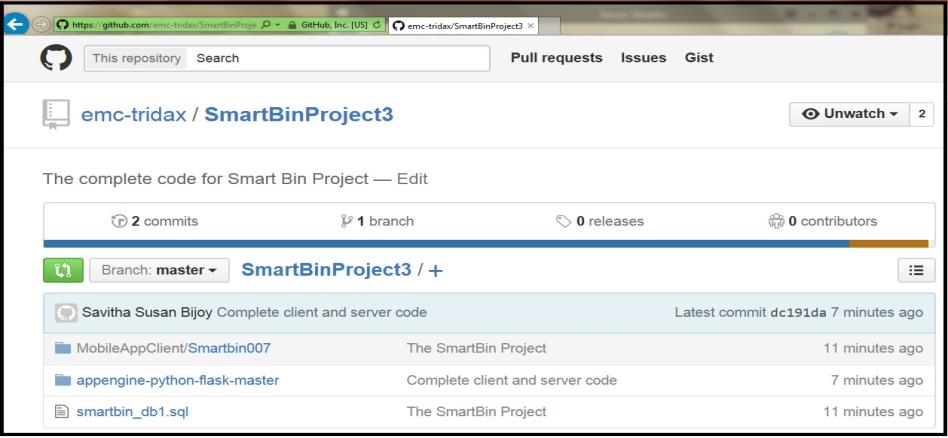 https://github.com/emc-tridax/SmartBinProje GitHub, Inc. [US] emc-tridax/SmartBinProject3
This repository Search Pull requests Issues Gist
emc-tridax / SmartBinProject3 Unwatch 2
The complete code for Smart Bin Project — Edit
2 commits 1 branch 0 releases 0 contributors
Branch: master SmartBinProject3 / +
Savitha Susan Bijoy Complete client and server code Latest commit dc191da 7 minutes ago
MobileAppClient/Smartbin007 The SmartBin Project 11 minutes ago
appengine-python-flask-master Complete client and server code 7 minutes ago
smartbin_db1.sql The SmartBin Project 11 minutes ago